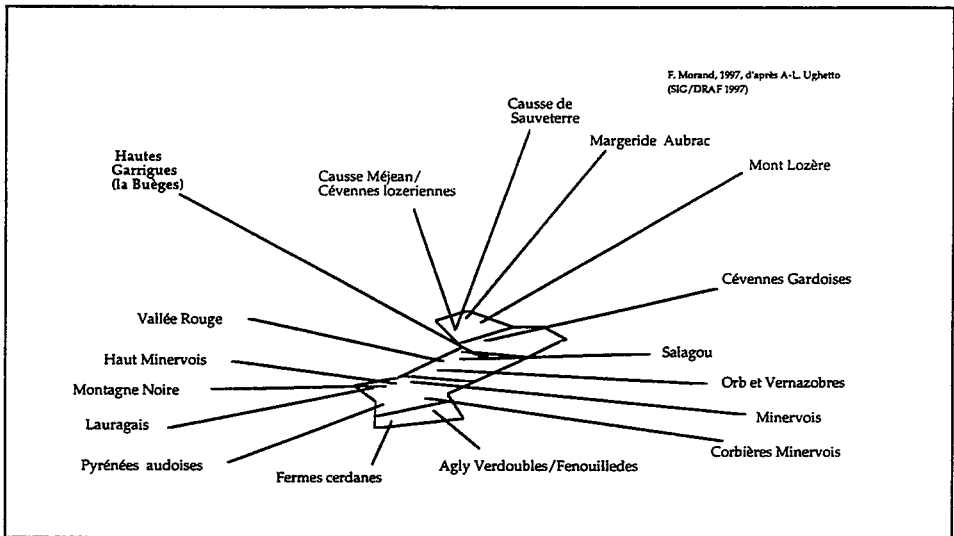 F. Morand, 1997, d'après A-L. Ughetto
(SIG/DRAF 1997)
Causse de
Sauveterre
Margeride Aubrac
Mont Lozère
Hautes
Garrigues
(la Buèges)
Causse Méjean/
Cévennes lozeriennes
Cévennes Gardoises
Vallée Rouge
Salagou
Haut Minervois
Orb et Vernazobres
Montagne Noire
Minervois
Lauragais
Corbières Minervois
Pyrénées audoises
Agly Verdoubles/Fenouilledes
Fermes cerdanes